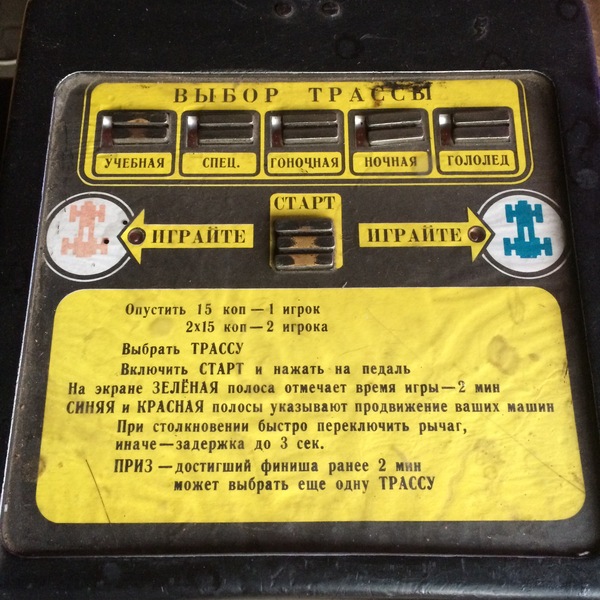 ВЫБОР ТРАССЫ
УЧЕБНАЯ СПЕЦ. ГОНОЧНАЯ НОЧНАЯ ГОЛОЛЕД
СТАРТ
ИГРАЙТЕ ИГРАЙТЕ
Опустить 15 коп — 1 игрок
2х15 коп — 2 игрока
Выбрать ТРАССУ
Включить СТАРТ и нажать на педаль
На экране ЗЕЛЁНАЯ полоса отмечает время игры — 2 мин
СИНЯЯ и КРАСНАЯ полосы указывают продвижение ваших машин
При столкновении быстро переключить рычаг,
иначе — задержка до 3 сек.
ПРИЗ — достигший финиша ранее 2 мин
может выбрать еще одну ТРАССУ